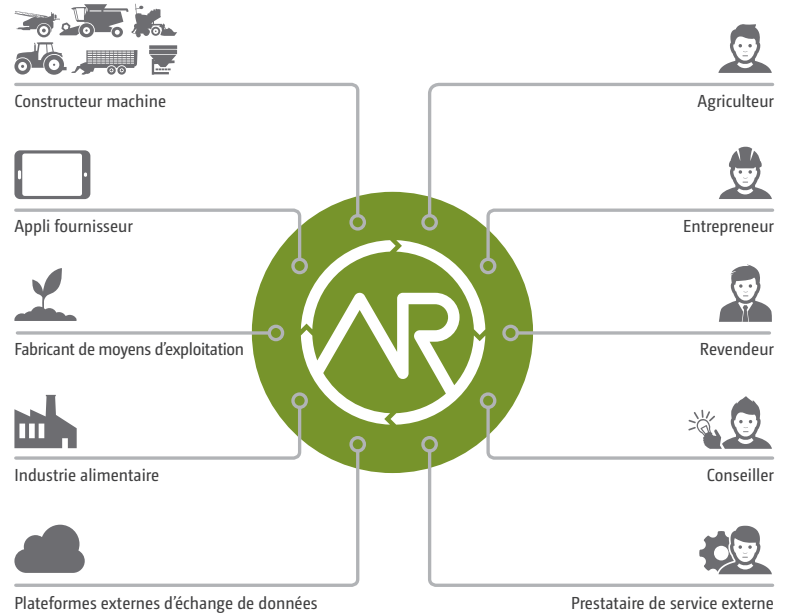 Constructeur machine
Agriculteur
Appli fournisseur
Entrepreneur
AR
Fabricant de moyens d'exploitation
Revendeur
Industrie alimentaire
Conseiller
Plateformes externes d'échange de données
Prestataire de service externe